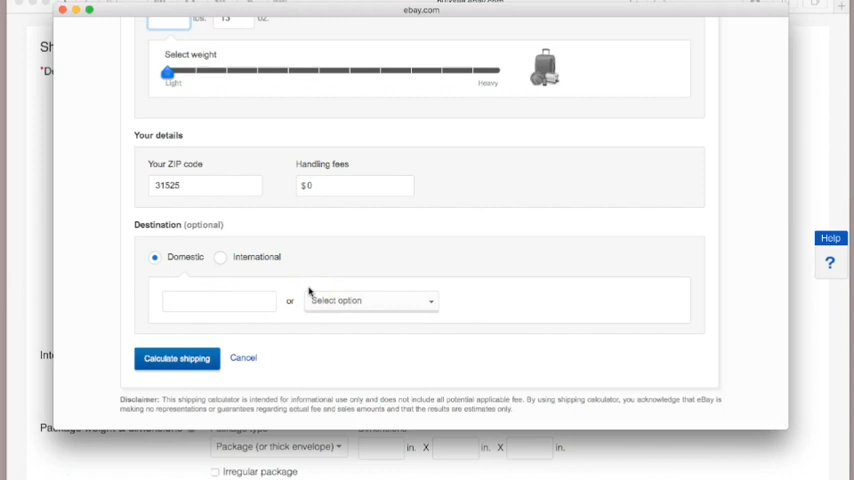 ebay.com
lbs. 13 oz.
Select weight
Light Heavy
Your details
Your ZIP code Handling fees
31525 $0
Destination (optional)
Domestic International
or Select option
Calculate shipping Cancel
Disclaimer: This shipping calculator is intended for informational use only and does not include all potential applicable fee. By using shipping calculator, you acknowledge that eBay is
making no representations or guarantees regarding actual fee and sales amounts and that the results are estimates only.
Help
?
Package (or thick envelope)
in. X in. X in.
Irregular package